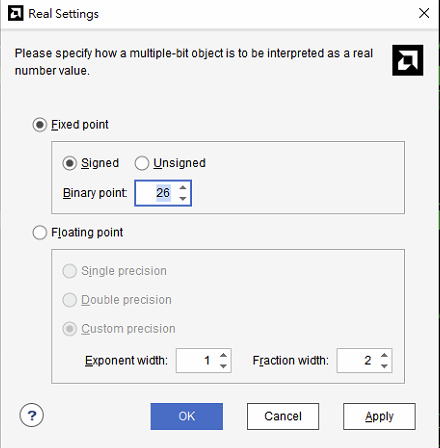 Real Settings
Please specify how a multiple-bit object is to be interpreted as a real
number value.
Fixed point
Signed Unsigned
Binary point: 26
Floating point
Single precision
Double precision
Custom precision
Exponent width: 1 Fraction width: 2
? OK Cancel Apply